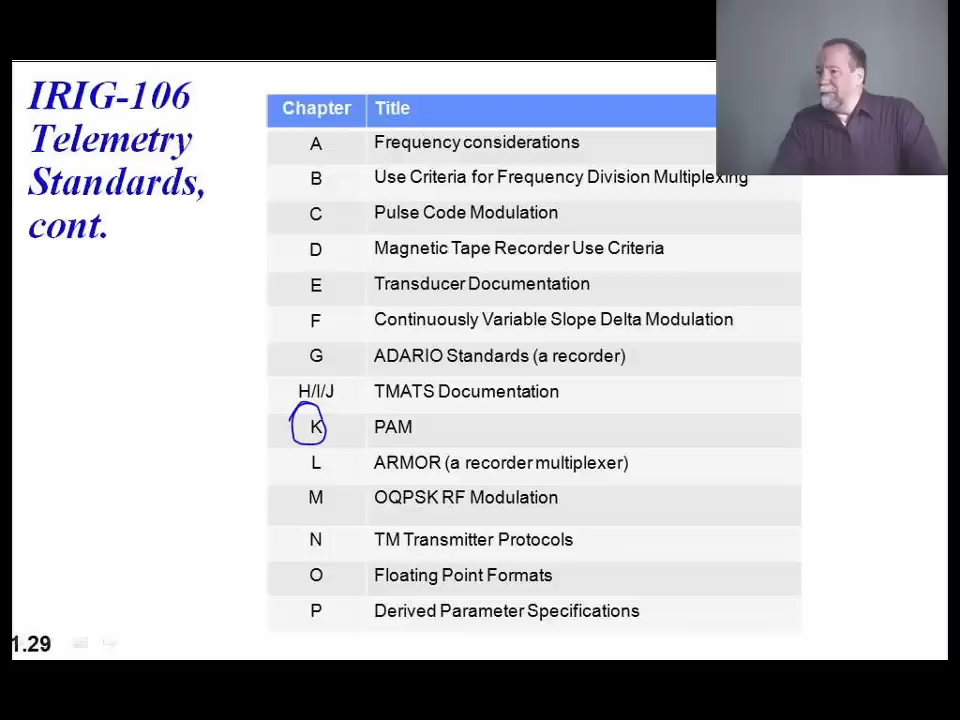 IRIG-106
Telemetry
Standards,
cont.
Chapter Title
A Frequency considerations
B Use Criteria for Frequency Division Multiplexing
C Pulse Code Modulation
D Magnetic Tape Recorder Use Criteria
E Transducer Documentation
F Continuously Variable Slope Delta Modulation
G ADARIO Standards (a recorder)
H/I/J TMATS Documentation
K PAM
L ARMOR (a recorder multiplexer)
M OQPSK RF Modulation
N TM Transmitter Protocols
O Floating Point Formats
P Derived Parameter Specifications
1.29